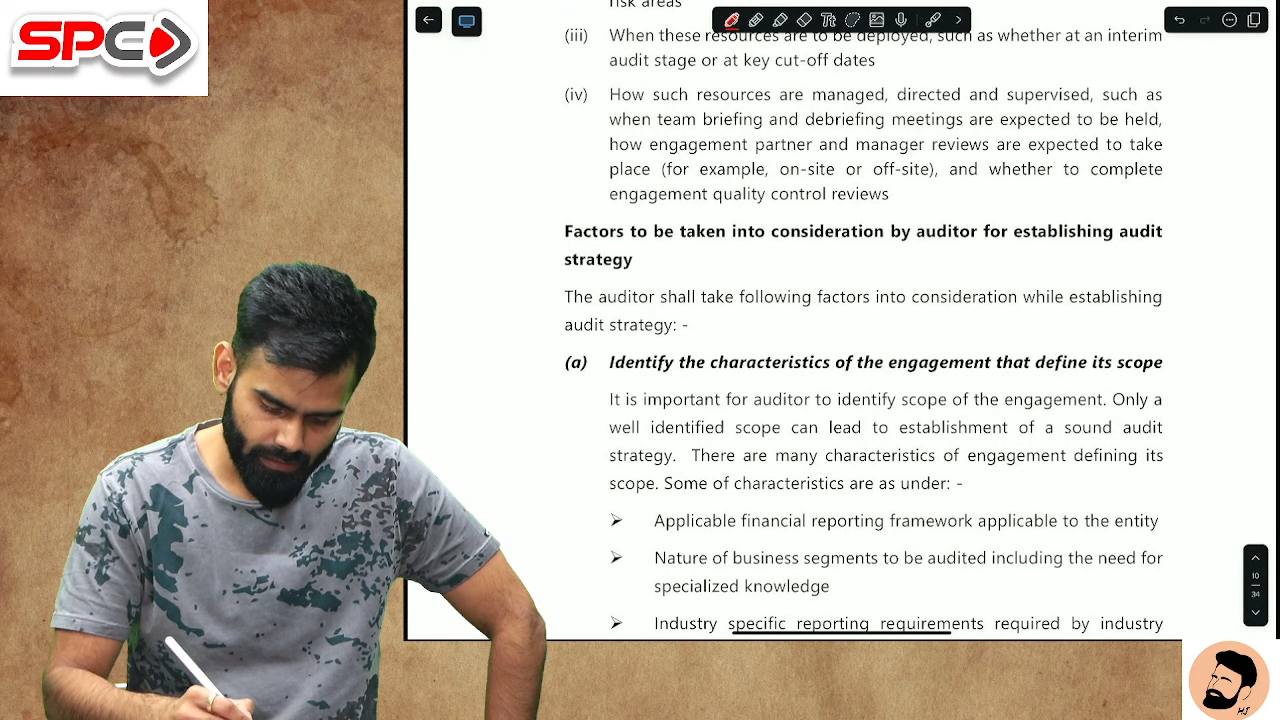 SPC
risk areas
(iii) When these resources are to be deployed, such as whether at an interim
audit stage or at key cut-off dates
(iv) How such resources are managed, directed and supervised, such as
when team briefing and debriefing meetings are expected to be held,
how engagement partner and manager reviews are expected to take
place (for example, on-site or off-site), and whether to complete
engagement quality control reviews
Factors to be taken into consideration by auditor for establishing audit
strategy
The auditor shall take following factors into consideration while establishing
audit strategy: -
(a) Identify the characteristics of the engagement that define its scope
It is important for auditor to identify scope of the engagement. Only a
well identified scope can lead to establishment of a sound audit
strategy. There are many characteristics of engagement defining its
scope. Some of characteristics are as under: -
➢ Applicable financial reporting framework applicable to the entity
➢ Nature of business segments to be audited including the need for
specialized knowledge
➢ Industry specific reporting requirements required by industry
10
34
HJ